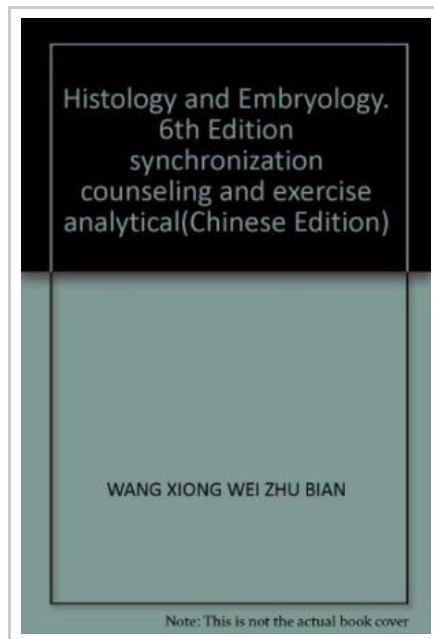 Histology and Embryology.
6th Edition
synchronization
counseling and exercise
analytical(Chinese Edition)
WANG XIONG WEI ZHU BIAN
Note: This is not the actual book cover